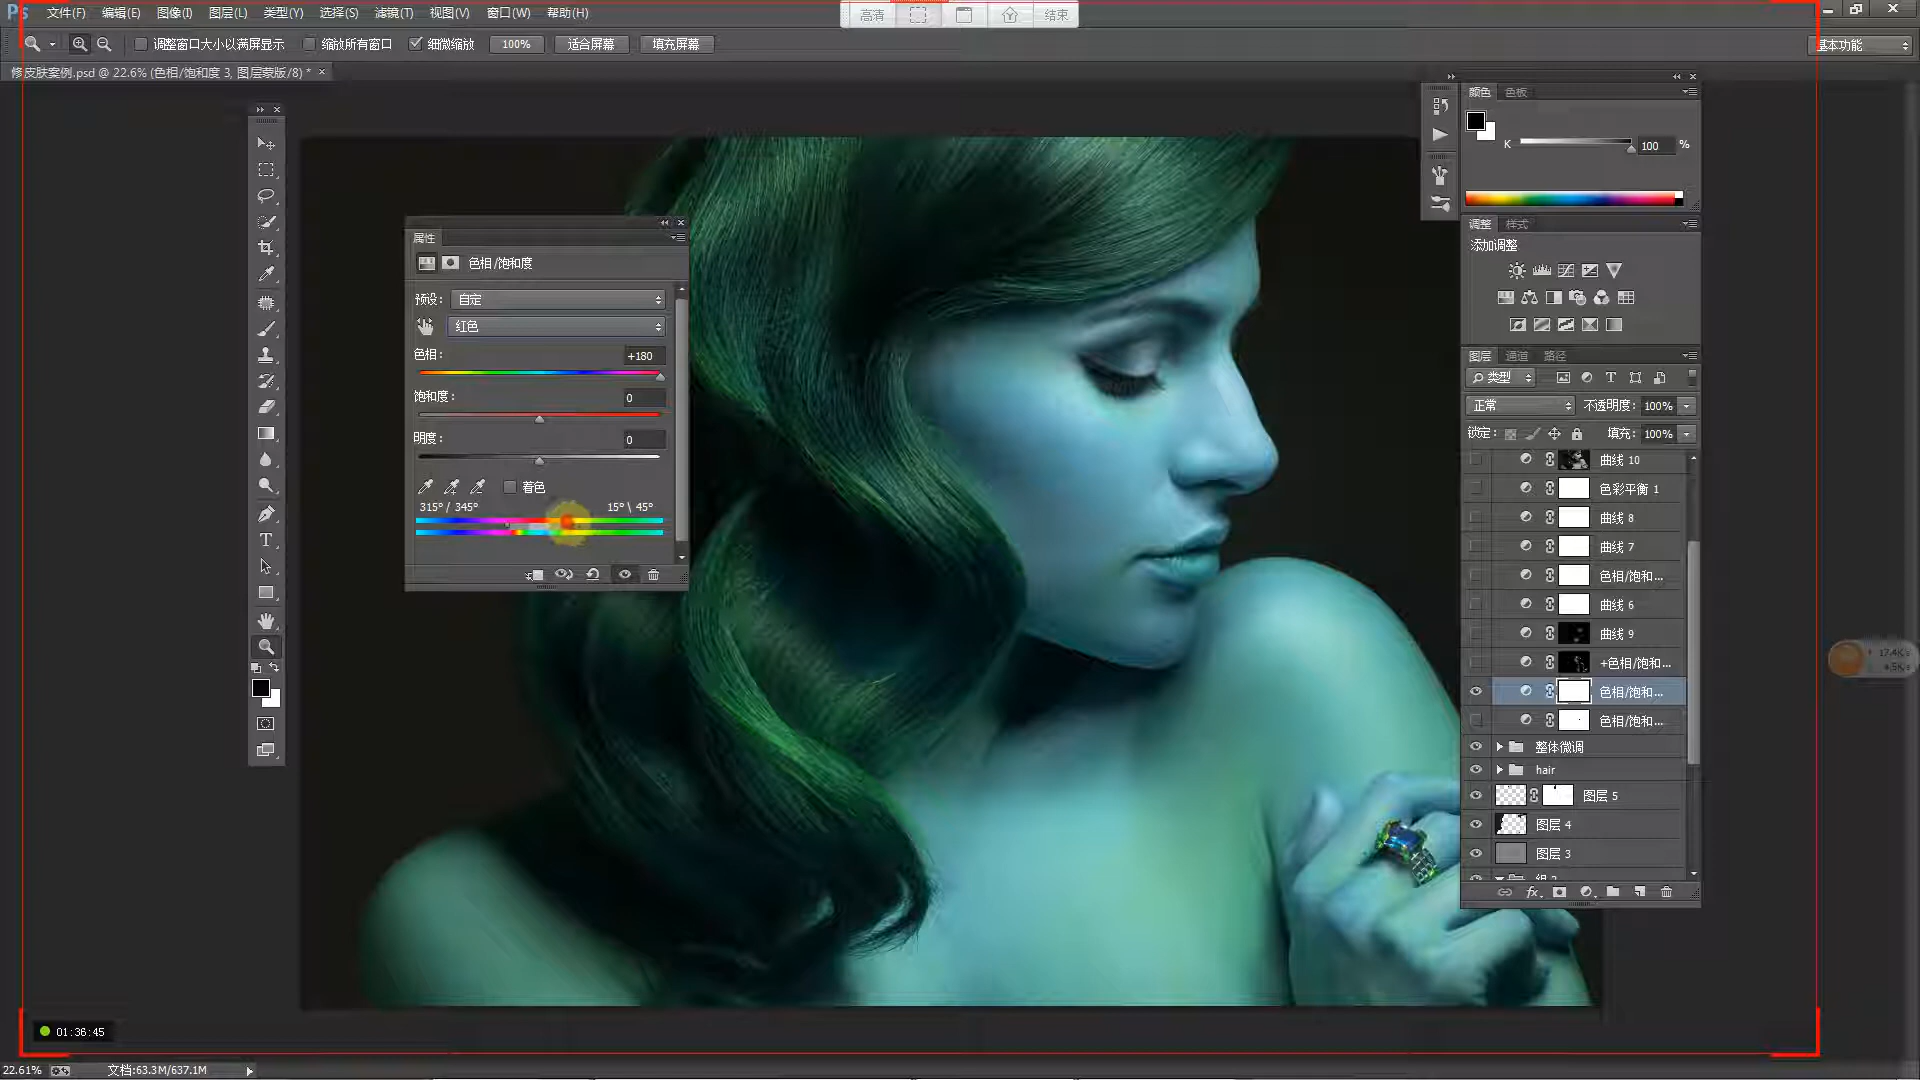 Ps 文件(F) 编辑(E) 图像(I) 图层(L) 类型(Y) 选择(S) 滤镜(T) 视图(V) 窗口(W) 帮助(H)
高清 结束
调整窗口大小以满屏显示 缩放所有窗口 细微缩放 100% 适合屏幕 填充屏幕
基本功能
修皮肤案例.psd @ 22.6% (色相/饱和度 3, 图层蒙版/8) * ×
属性
色相/饱和度
预设: 自定
红色
色相: +180
饱和度: 0
明度: 0
着色
315°/ 345° 15°\ 45°
颜色 色板
K 100 %
调整 样式
添加调整
图层 通道 路径
类型
正常 不透明度: 100%
锁定: 填充: 100%
曲线 10
色彩平衡 1
曲线 8
曲线 7
色相/饱和...
曲线 6
曲线 9
+色相/饱和...
色相/饱和...
色相/饱和...
整体微调
hair
图层 5
图层 4
图层 3
组 2
fx
17.4K/s
4.5K/s
01:36:45
22.61% 文档:63.3M/637.1M